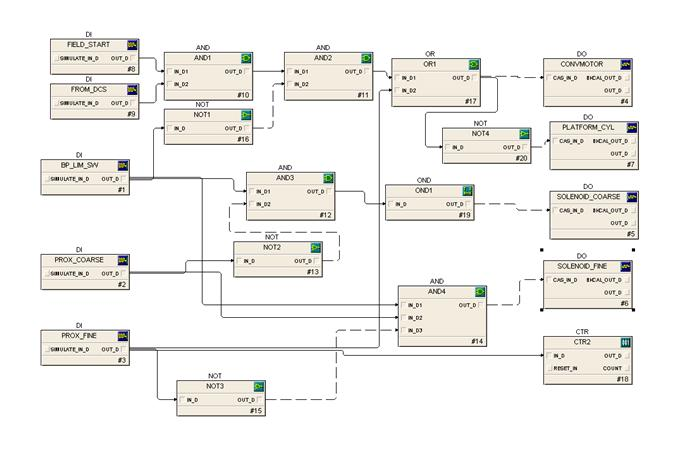 DI
FIELD_START
SIMULATE_IN_D OUT_D
#8
DI
FROM_DCS
SIMULATE_IN_D OUT_D
#9
AND
AND1
IN_D1 OUT_D
IN_D2
#10
NOT
NOT1
IN_D OUT_D
#16
AND
AND2
IN_D1 OUT_D
IN_D2
#11
OR
OR1
IN_D1 OUT_D
IN_D2
#17
DO
CONVMOTOR
CAS_IN_D BKCAL_OUT_D
OUT_D
#4
NOT
NOT4
IN_D OUT_D
#20
DO
PLATFORM_CYL
CAS_IN_D BKCAL_OUT_D
OUT_D
#7
DI
BP_LIM_SW
SIMULATE_IN_D OUT_D
#1
AND
AND3
IN_D1 OUT_D
IN_D2
#12
OND
OND1
IN_D OUT_D
#19
DO
SOLENOID_COARSE
CAS_IN_D BKCAL_OUT_D
OUT_D
#5
DI
PROX_COARSE
SIMULATE_IN_D OUT_D
#2
NOT
NOT2
IN_D OUT_D
#13
AND
AND4
IN_D1 OUT_D
IN_D2
IN_D3
#14
DO
SOLENOID_FINE
CAS_IN_D BKCAL_OUT_D
OUT_D
#6
DI
PROX_FINE
SIMULATE_IN_D OUT_D
#3
NOT
NOT3
IN_D OUT_D
#15
CTR
CTR2
IN_D OUT_D
RESET_IN COUNT
#18